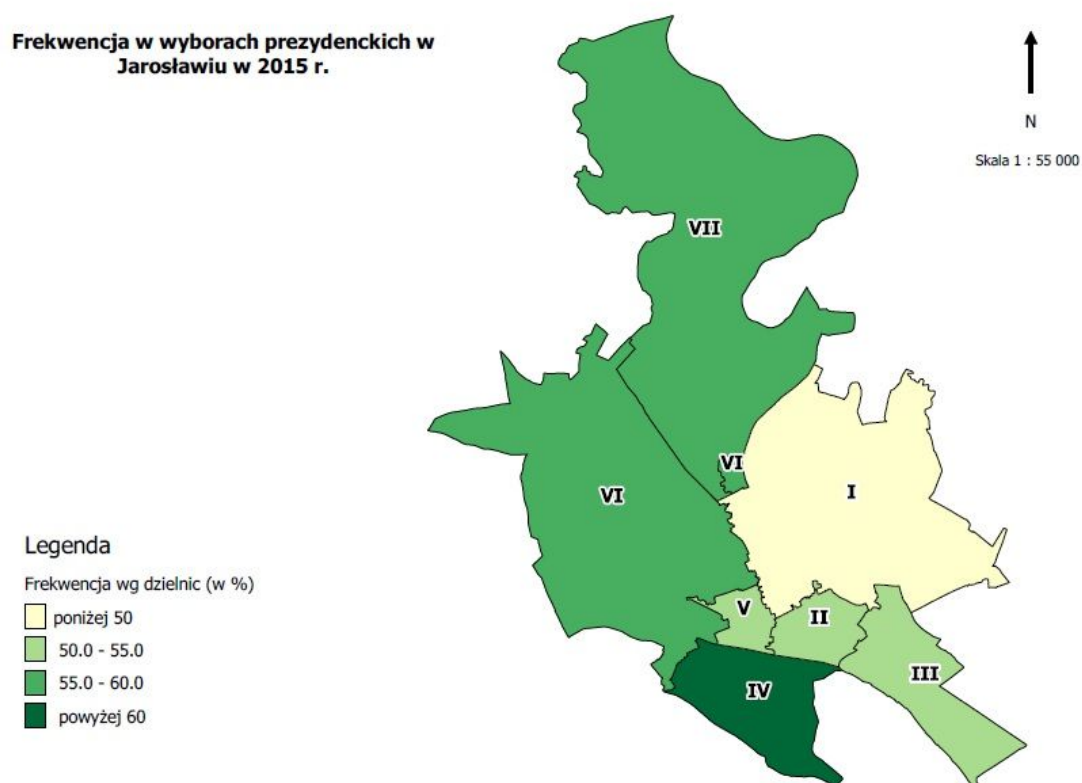 Frekwencja w wyborach prezydenckich w
Jarosławiu w 2015 r.
N
Skala 1 : 55 000
VII
VI
VI
I
V
II
III
IV
Legenda
Frekwencja wg dzielnic (w %)
poniżej 50
50.0 - 55.0
55.0 - 60.0
powyżej 60